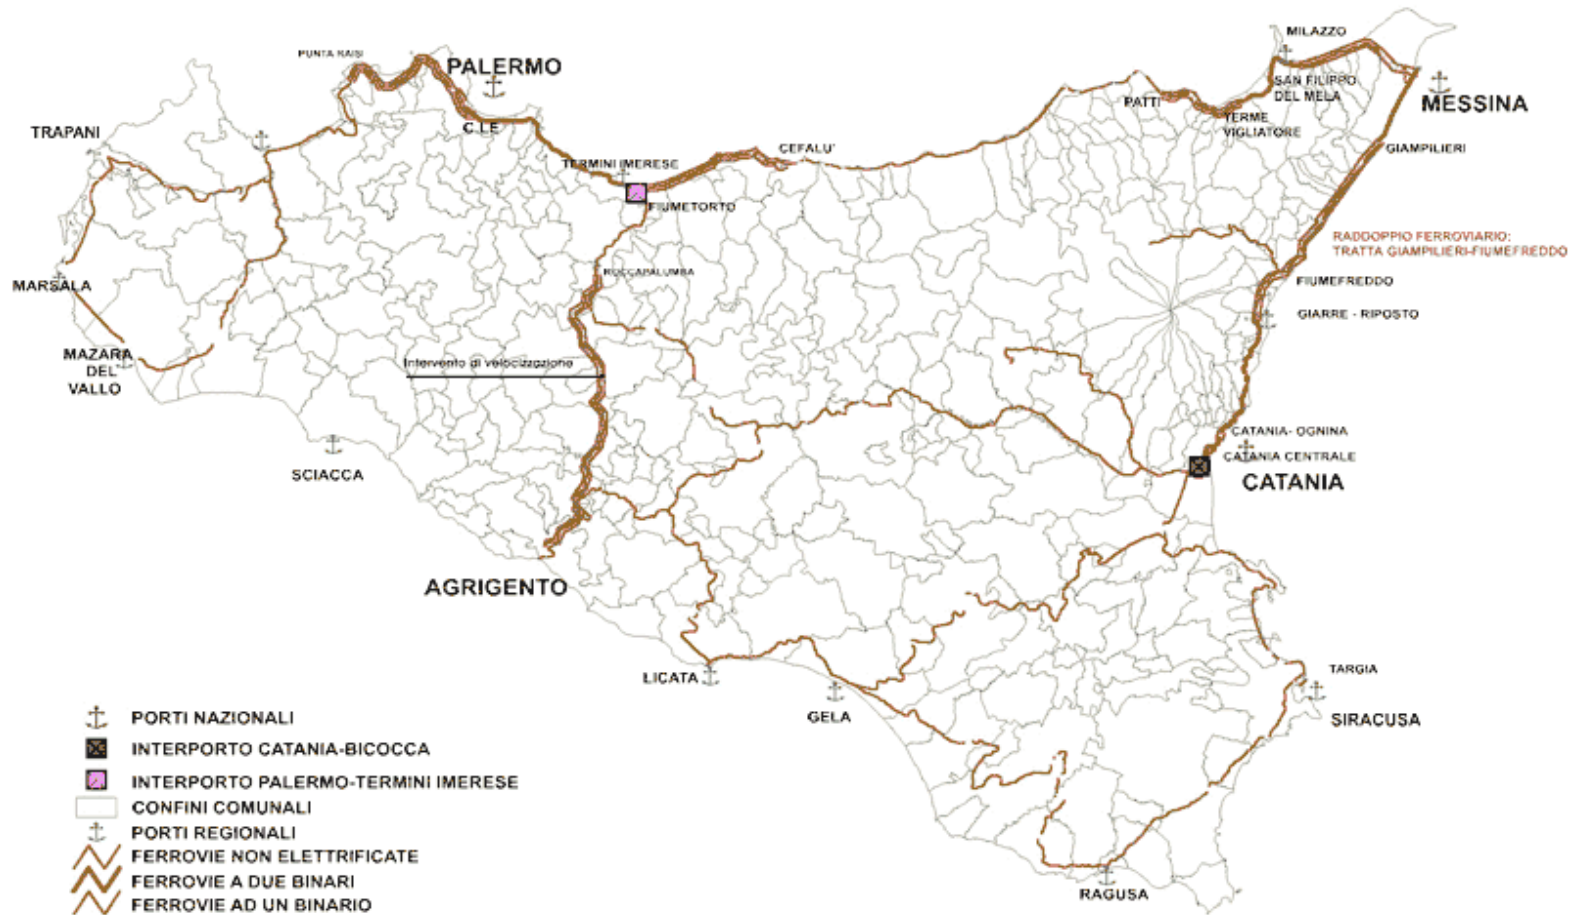 MILAZZO
PUNTA RAISI
PALERMO
SAN FILIPPO
DEL MELA
PATTI
MESSINA
C.LE
TERME
VIGLIATORE
TRAPANI
GIAMPILIERI
CEFALU'
TERMINI IMERESE
FIUMETORTO
RADDOPPIO FERROVIARIO:
TRATTA GIAMPILIERI-FIUMEFREDDO
ROCCAPALUMBA
FIUMEFREDDO
MARSALA
GIARRE - RIPOSTO
MAZARA
DEL
VALLO
Intervento di velocizzazione
CATANIA- OGNINA
CATANIA CENTRALE
SCIACCA
CATANIA
AGRIGENTO
TARGIA
LICATA
GELA
SIRACUSA
RAGUSA
PORTI NAZIONALI
INTERPORTO CATANIA-BICOCCA
INTERPORTO PALERMO-TERMINI IMERESE
CONFINI COMUNALI
PORTI REGIONALI
FERROVIE NON ELETTRIFICATE
FERROVIE A DUE BINARI
FERROVIE AD UN BINARIO